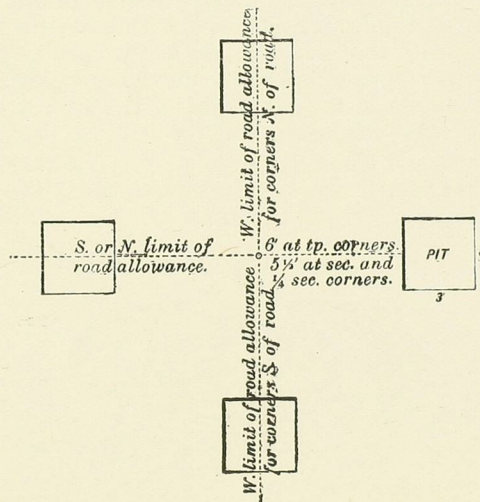 W. limit of road allowance
for corners N. of road.
S. or N. limit of
road allowance.
6' at tp. corners.
5½' at sec. and
¼ sec. corners.
PIT
3'
W. limit of road allowance
for corners S of road